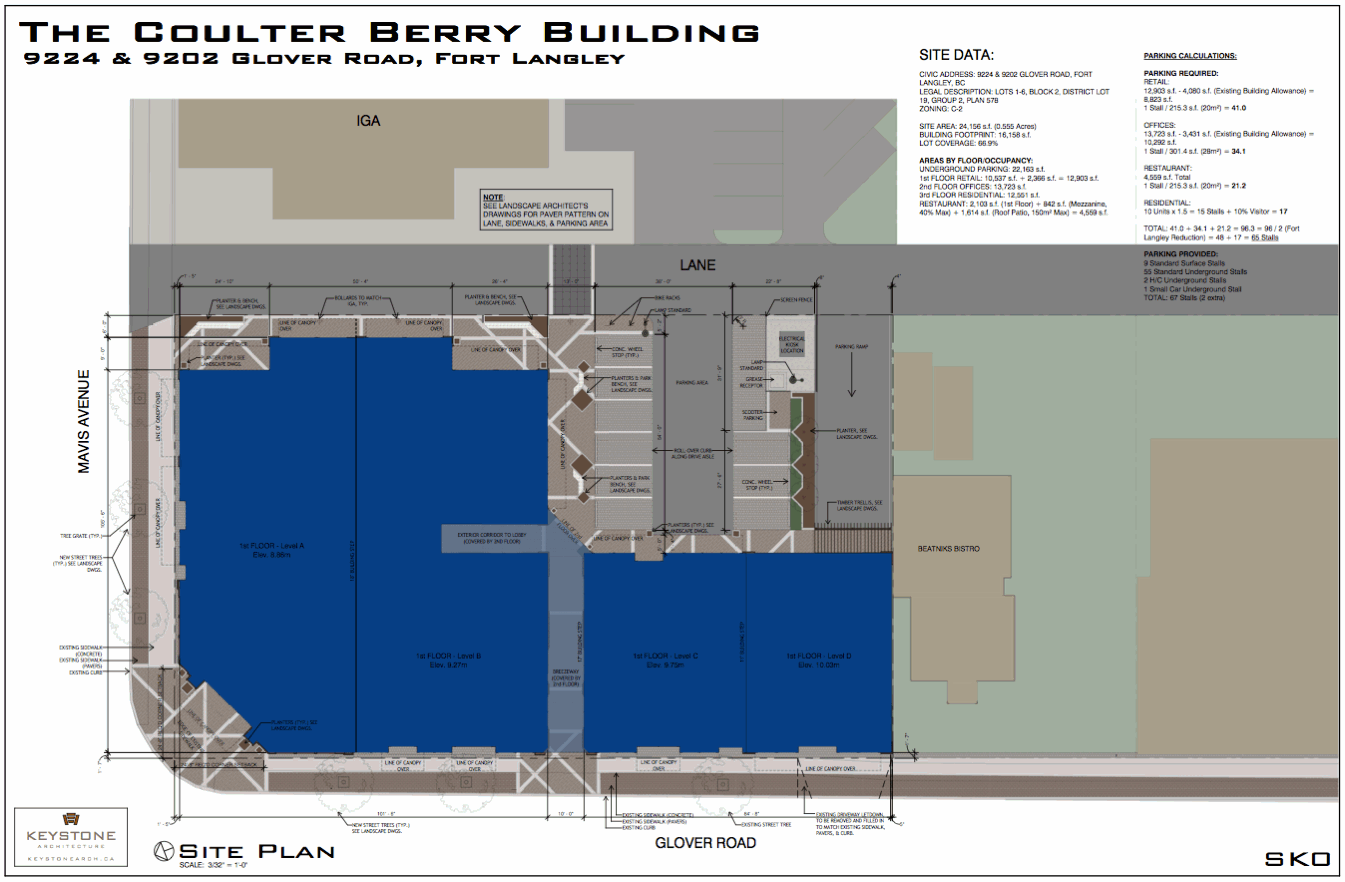 THE COULTER BERRY BUILDING
9224 & 9202 GLOVER ROAD, FORT LANGLEY
SITE DATA:
CIVIC ADDRESS: 9224 & 9202 GLOVER ROAD, FORT
LANGLEY, BC
LEGAL DESCRIPTION: LOTS 1-6, BLOCK 2, DISTRICT LOT
19, GROUP 2, PLAN 578
ZONING: C-2
SITE AREA: 24,156 s.f. (0.555 Acres)
BUILDING FOOTPRINT: 16,158 s.f.
LOT COVERAGE: 66.9%
AREAS BY FLOOR/OCCUPANCY:
UNDERGROUND PARKING: 22,163 s.f.
1st FLOOR RETAIL: 10,537 s.f. + 2,366 s.f. = 12,903 s.f.
2nd FLOOR OFFICES: 13,723 s.f.
3rd FLOOR RESIDENTIAL: 12,551 s.f.
RESTAURANT: 2,103 s.f. (1st Floor) + 842 s.f. (Mezzanine,
40% Max) + 1,614 s.f. (Roof Patio, 150m² Max) = 4,559 s.f.
PARKING CALCULATIONS:
PARKING REQUIRED:
RETAIL:
12,903 s.f. - 4,080 s.f. (Existing Building Allowance) =
8,823 s.f.
1 Stall / 215.3 s.f. (20m²) = 41.0
OFFICES:
13,723 s.f. - 3,431 s.f. (Existing Building Allowance) =
10,292 s.f.
1 Stall / 301.4 s.f. (28m²) = 34.1
RESTAURANT:
4,559 s.f. Total
1 Stall / 215.3 s.f. (20m²) = 21.2
RESIDENTIAL:
10 Units x 1.5 = 15 Stalls + 10% Visitor = 17
TOTAL: 41.0 + 34.1 + 21.2 = 96.3 = 96 / 2 (Fort
Langley Reduction) = 48 + 17 = 65 Stalls
PARKING PROVIDED:
9 Standard Surface Stalls
55 Standard Underground Stalls
2 H/C Underground Stalls
1 Small Car Underground Stall
TOTAL: 67 Stalls (2 extra)
IGA
NOTE:
SEE LANDSCAPE ARCHITECT'S
DRAWINGS FOR PAVER PATTERN ON
LANE, SIDEWALKS, & PARKING AREA
LANE
PLANTER & BENCH,
SEE LANDSCAPE DWGS.
BOLLARDS TO MATCH
IGA, TYP.
PLANTER & BENCH, SEE
LANDSCAPE DWGS.
BIKE RACKS
LAMP STANDARD
SCREEN FENCE
LINE OF CANOPY
OVER
LINE OF CANOPY
OVER
LINE OF CANOPY OVER
LINE OF CANOPY OVER
PLANTER (TYP.) SEE
LANDSCAPE DWGS.
CONC. WHEEL
STOP (TYP.)
ELECTRICAL
KIOSK
LOCATION
PARKING RAMP
LAMP
STANDARD
GREASE
RECEPTOR
PLANTERS & PARK
BENCH, SEE
LANDSCAPE DWGS.
PARKING AREA
SCOOTER
PARKING
PLANTER, SEE
LANDSCAPE DWGS.
ROLL-OVER CURB
ALONG DRIVE AISLE
PLANTERS & PARK
BENCH, SEE
LANDSCAPE DWGS.
CONC. WHEEL
STOP (TYP.)
TIMBER TRELLIS, SEE
LANDSCAPE DWGS.
PLANTERS (TYP.) SEE
LANDSCAPE DWGS.
LINE OF CANOPY OVER
LINE OF CANOPY OVER
LINE OF CANOPY OVER
LINE OF CANOPY OVER
MAVIS AVENUE
TREE GRATE (TYP.)
NEW STREET TREES
(TYP.) SEE LANDSCAPE
DWGS.
EXTERIOR CORRIDOR TO LOBBY
(COVERED BY 2ND FLOOR)
1st FLOOR - Level A
Elev. 8.86m
BEATNIKS BISTRO
EXISTING SIDEWALK
(CONCRETE)
EXISTING SIDEWALK
(PAVERS)
EXISTING CURB
1st FLOOR - Level B
Elev. 9.27m
BREEZEWAY
(COVERED BY
2nd FLOOR)
1st FLOOR - Level C
Elev. 9.75m
1st FLOOR - Level D
Elev. 10.03m
PLANTERS (TYP.) SEE
LANDSCAPE DWGS.
LINE OF CANOPY
OVER
LINE OF CANOPY
OVER
LINE OF CANOPY
OVER
LINE OF CANOPY OVER
101' - 6"
10' - 0"
84' - 6"
NEW STREET TREES (TYP.)
SEE LANDSCAPE DWGS.
EXISTING SIDEWALK (CONCRETE)
EXISTING SIDEWALK (PAVERS)
EXISTING CURB
EXISTING STREET TREE
EXISTING DRIVEWAY LETDOWN
TO BE REMOVED AND FILLED IN
TO MATCH EXISTING SIDEWALK,
PAVERS, & CURB.
GLOVER ROAD
KEYSTONE
ARCHITECTURE
KEYSTONEARCH.CA
SITE PLAN
SCALE: 3/32" = 1'-0"
SK0